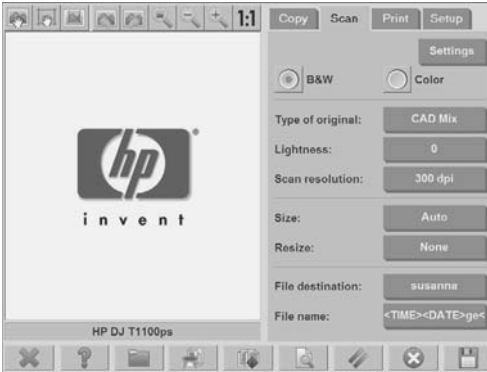 1:1
Copy Scan Print Setup
Settings
B&W Color
Type of original: CAD Mix
Lightness: 0
Scan resolution: 300 dpi
hp
invent
Size: Auto
Resize: None
File destination: susanna
File name: <TIME><DATE>ge<
HP DJ T1100ps